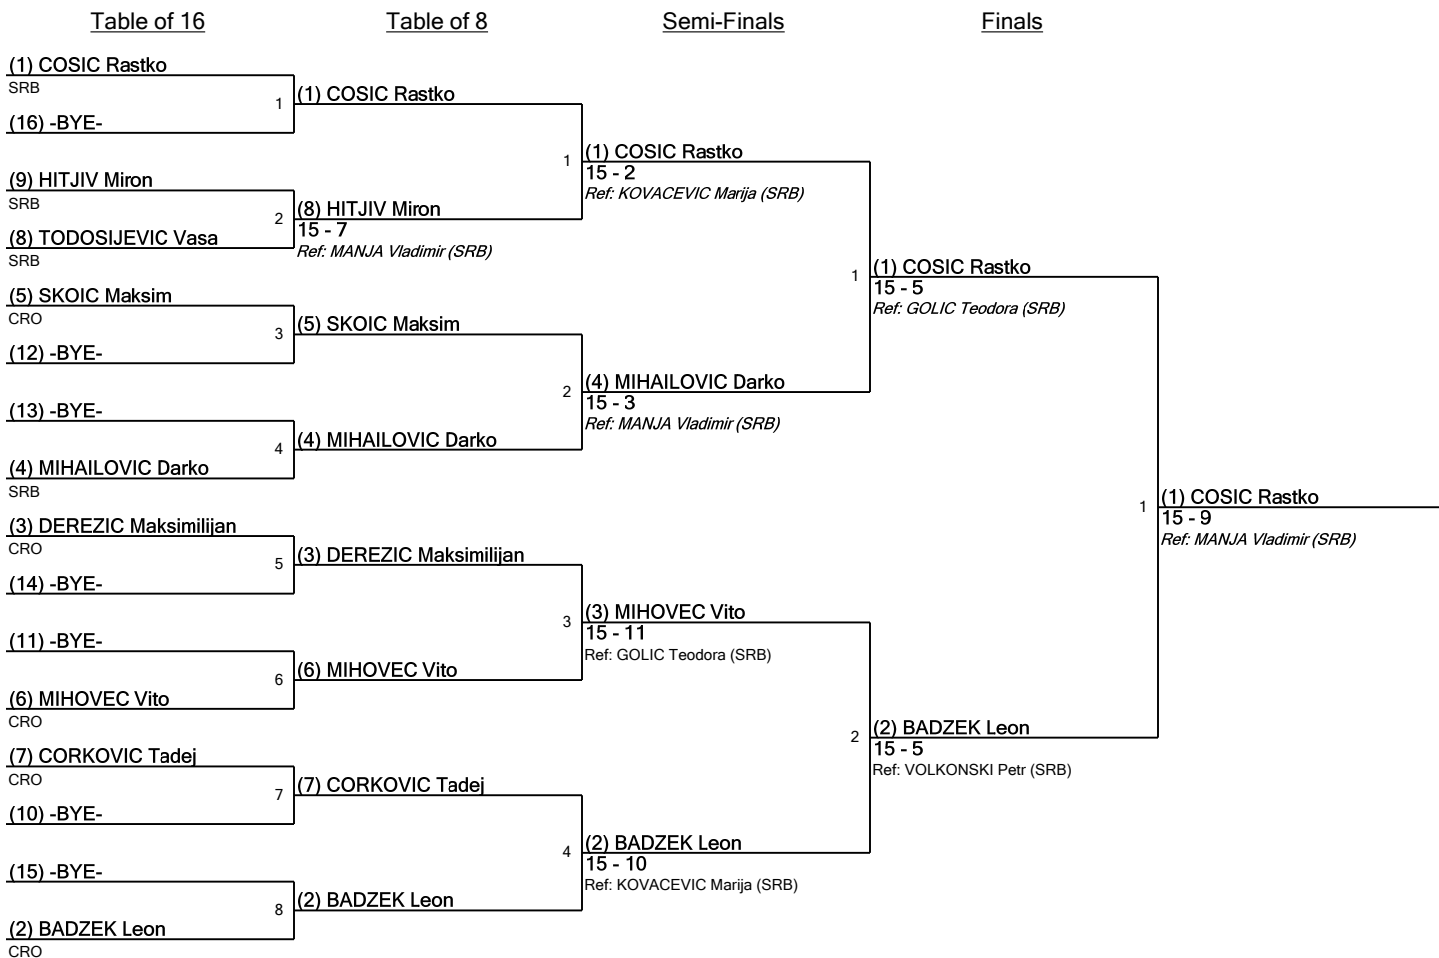 Table of 16
Table of 8
Semi-Finals
Finals
(1) COSIC Rastko
SRB
1
(16) -BYE-
(9) HITJIV Miron
SRB
2
(8) TODOSIJEVIC Vasa
SRB
(5) SKOIC Maksim
CRO
3
(12) -BYE-
(13) -BYE-
4
(4) MIHAILOVIC Darko
SRB
(3) DEREZIC Maksimilijan
CRO
5
(14) -BYE-
(11) -BYE-
6
(6) MIHOVEC Vito
CRO
(7) CORKOVIC Tadej
CRO
7
(10) -BYE-
(15) -BYE-
8
(2) BADZEK Leon
CRO
(1) COSIC Rastko
1
(8) HITJIV Miron
15 - 7
Ref: MANJA Vladimir (SRB)
(5) SKOIC Maksim
2
(4) MIHAILOVIC Darko
(3) DEREZIC Maksimilijan
3
(6) MIHOVEC Vito
(7) CORKOVIC Tadej
4
(2) BADZEK Leon
(1) COSIC Rastko
15 - 2
Ref: KOVACEVIC Marija (SRB)
1
(4) MIHAILOVIC Darko
15 - 3
Ref: MANJA Vladimir (SRB)
(3) MIHOVEC Vito
15 - 11
Ref: GOLIC Teodora (SRB)
2
(2) BADZEK Leon
15 - 10
Ref: KOVACEVIC Marija (SRB)
(1) COSIC Rastko
15 - 5
Ref: GOLIC Teodora (SRB)
1
(2) BADZEK Leon
15 - 5
Ref: VOLKONSKI Petr (SRB)
(1) COSIC Rastko
15 - 9
Ref: MANJA Vladimir (SRB)